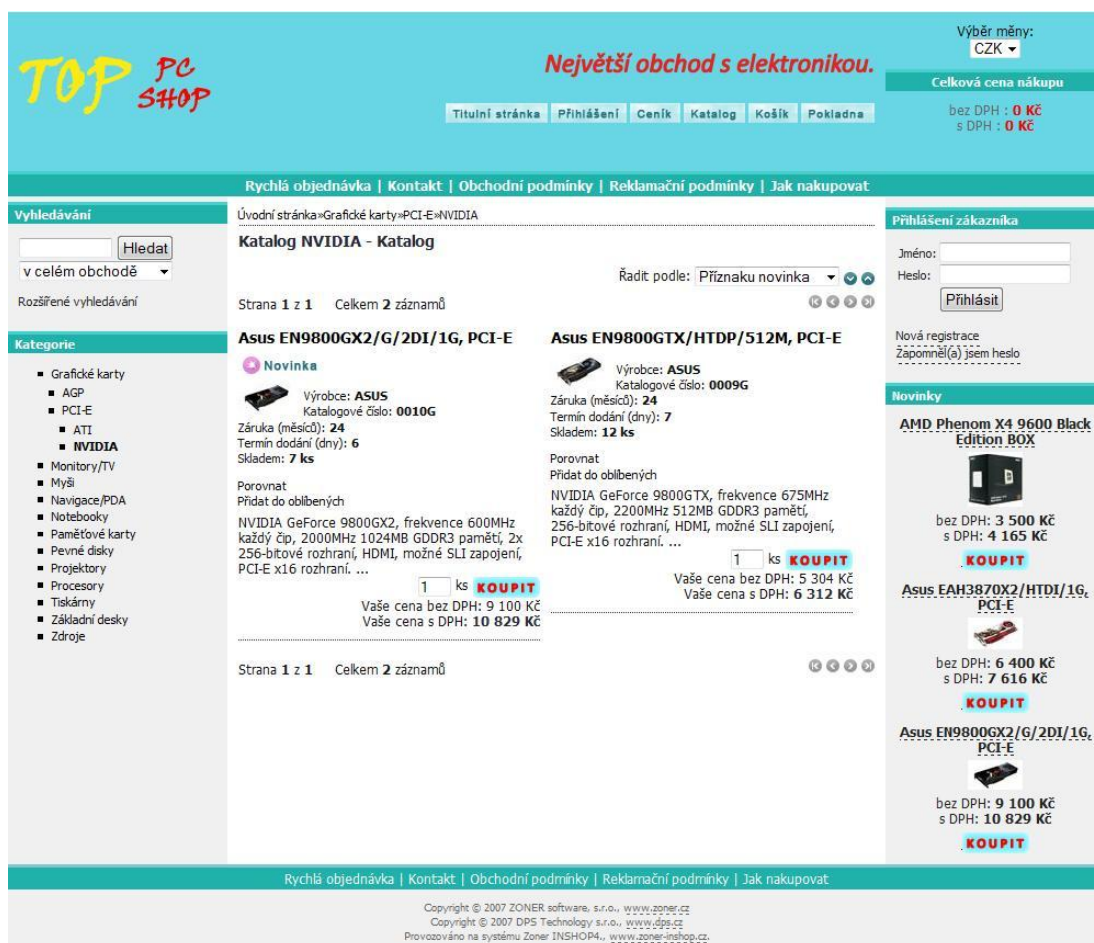 TOP PC SHOP
Největší obchod s elektronikou.
Titulní stránka Přihlášení Ceník Katalog Košík Pokladna
Výběr měny:
CZK
Celková cena nákupu
bez DPH : 0 Kč
s DPH : 0 Kč
Rychlá objednávka | Kontakt | Obchodní podmínky | Reklamační podmínky | Jak nakupovat
Vyhledávání
Hledat
v celém obchodě
Rozšířené vyhledávání
Kategorie
Grafické karty
AGP
PCI-E
ATI
NVIDIA
Monitory/TV
Myši
Navigace/PDA
Notebooky
Paměťové karty
Pevné disky
Projektory
Procesory
Tiskárny
Základní desky
Zdroje
Úvodní stránka»Grafické karty»PCI-E»NVIDIA
Katalog NVIDIA - Katalog
Řadit podle: Příznaku novinka
Strana 1 z 1 Celkem 2 záznamů
Asus EN9800GX2/G/2DI/1G, PCI-E
Novinka
Výrobce: ASUS
Katalogové číslo: 0010G
Záruka (měsíců): 24
Termín dodání (dny): 6
Skladem: 7 ks
Porovnat
Přidat do oblíbených
NVIDIA GeForce 9800GX2, frekvence 600MHz
každý čip, 2000MHz 1024MB GDDR3 pamětí, 2x
256-bitové rozhraní, HDMI, možné SLI zapojení,
PCI-E x16 rozhraní. ...
1 ks KOUPIT
Vaše cena bez DPH: 9 100 Kč
Vaše cena s DPH: 10 829 Kč
Asus EN9800GTX/HTDP/512M, PCI-E
Výrobce: ASUS
Katalogové číslo: 0009G
Záruka (měsíců): 24
Termín dodání (dny): 7
Skladem: 12 ks
Porovnat
Přidat do oblíbených
NVIDIA GeForce 9800GTX, frekvence 675MHz
každý čip, 2200MHz 512MB GDDR3 pamětí,
256-bitové rozhraní, HDMI, možné SLI zapojení,
PCI-E x16 rozhraní. ...
1 ks KOUPIT
Vaše cena bez DPH: 5 304 Kč
Vaše cena s DPH: 6 312 Kč
Strana 1 z 1 Celkem 2 záznamů
Přihlášení zákazníka
Jméno:
Heslo:
Přihlásit
Nová registrace
Zapomněl(a) jsem heslo
Novinky
AMD Phenom X4 9600 Black
Edition BOX
bez DPH: 3 500 Kč
s DPH: 4 165 Kč
KOUPIT
Asus EAH3870X2/HTDI/1G,
PCI-E
bez DPH: 6 400 Kč
s DPH: 7 616 Kč
KOUPIT
Asus EN9800GX2/G/2DI/1G,
PCI-E
bez DPH: 9 100 Kč
s DPH: 10 829 Kč
KOUPIT
Rychlá objednávka | Kontakt | Obchodní podmínky | Reklamační podmínky | Jak nakupovat
Copyright © 2007 ZONER software, s.r.o., www.zoner.cz
Copyright © 2007 DPS Technology s.r.o., www.dps.cz
Provozováno na systému Zoner INSHOP4., www.zoner-inshop.cz.